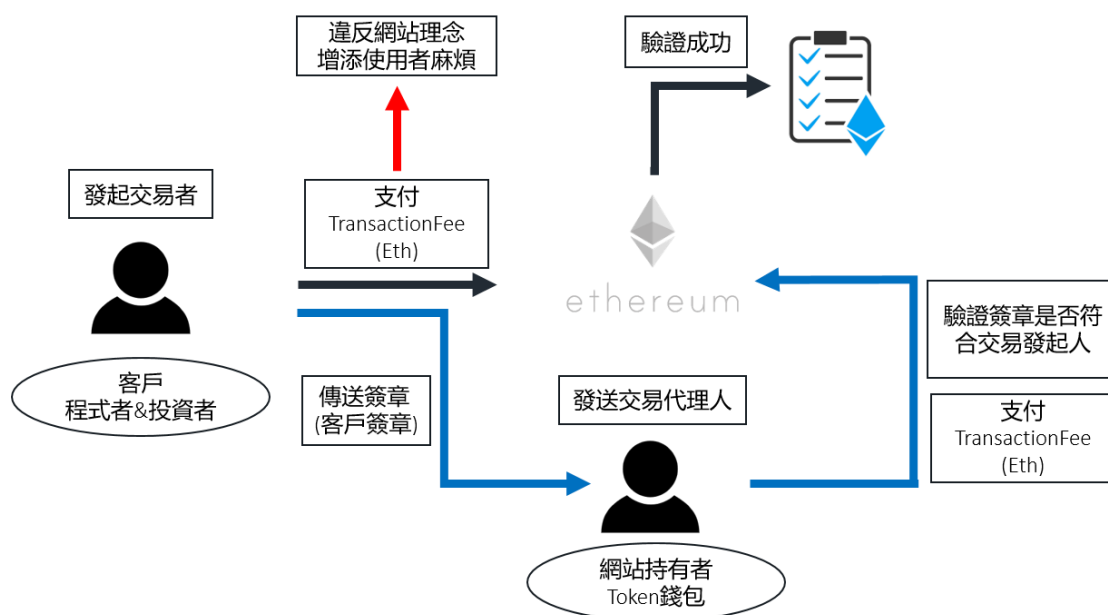 違反網站理念
增添使用者麻煩
驗證成功
發起交易者
支付
TransactionFee
(Eth)
ethereum
客戶
程式者&投資者
傳送簽章
(客戶簽章)
發送交易代理人
驗證簽章是否符
合交易發起人
支付
TransactionFee
(Eth)
網站持有者
Token錢包